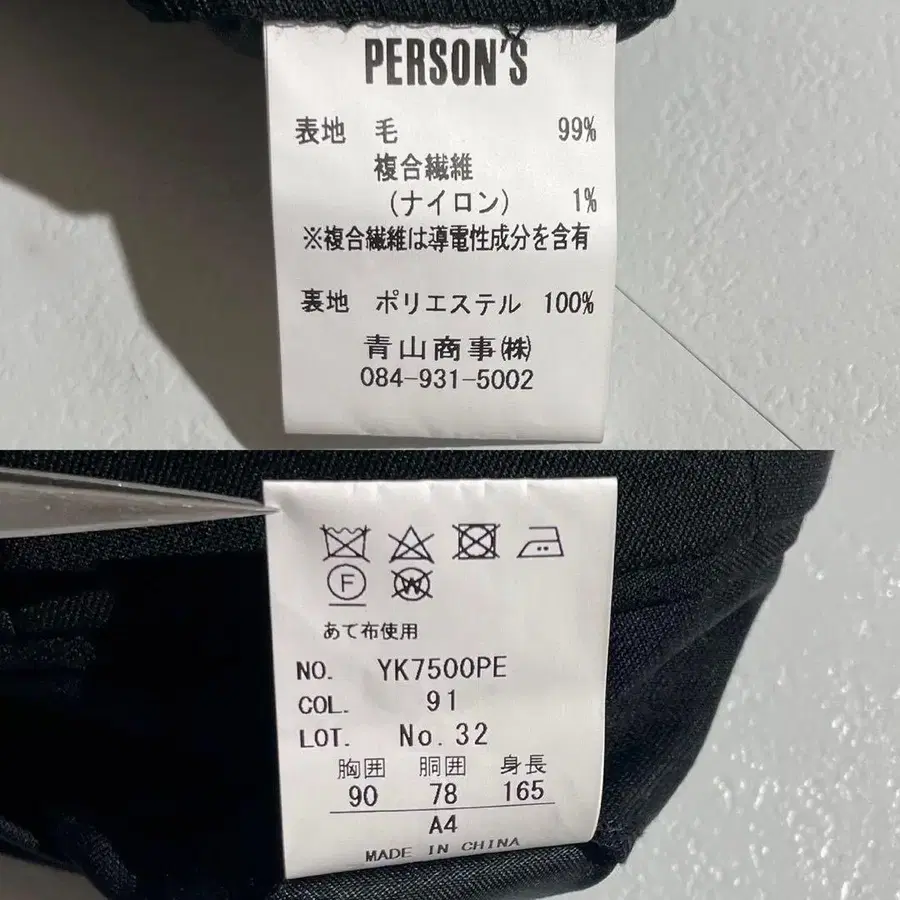 PERSON'S
表地 毛 99%
複合繊維
(ナイロン) 1%
※複合繊維は導電性成分を含有
裏地 ポリエステル 100%
青山商事㈱
084-931-5002
F W
あて布使用
NO. YK7500PE
COL. 91
LOT. No.32
胸囲 胴囲 身長
90 78 165
A4
MADE IN CHINA